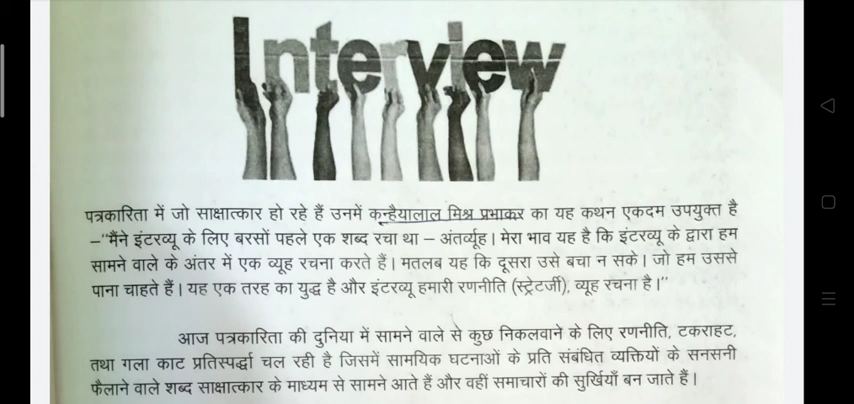 Interview
पत्रकारिता में जो साक्षात्कार हो रहे हैं उनमें कन्हैयालाल मिश्र प्रभाकर का यह कथन एकदम उपयुक्त है
–"मैंने इंटरव्यू के लिए बरसों पहले एक शब्द रचा था – अंतर्व्यूह। मेरा भाव यह है कि इंटरव्यू के द्वारा हम
सामने वाले के अंतर में एक व्यूह रचना करते हैं। मतलब यह कि दूसरा उसे बचा न सके। जो हम उससे
पाना चाहते हैं। यह एक तरह का युद्ध है और इंटरव्यू हमारी रणनीति (स्ट्रेटर्जी), व्यूह रचना है।"
आज पत्रकारिता की दुनिया में सामने वाले से कुछ निकलवाने के लिए रणनीति, टकराहट,
तथा गला काट प्रतिस्पर्द्धा चल रही है जिसमें सामयिक घटनाओं के प्रति संबंधित व्यक्तियों के सनसनी
फैलाने वाले शब्द साक्षात्कार के माध्यम से सामने आते हैं और वहीं समाचारों की सुर्खियाँ बन जाते हैं।